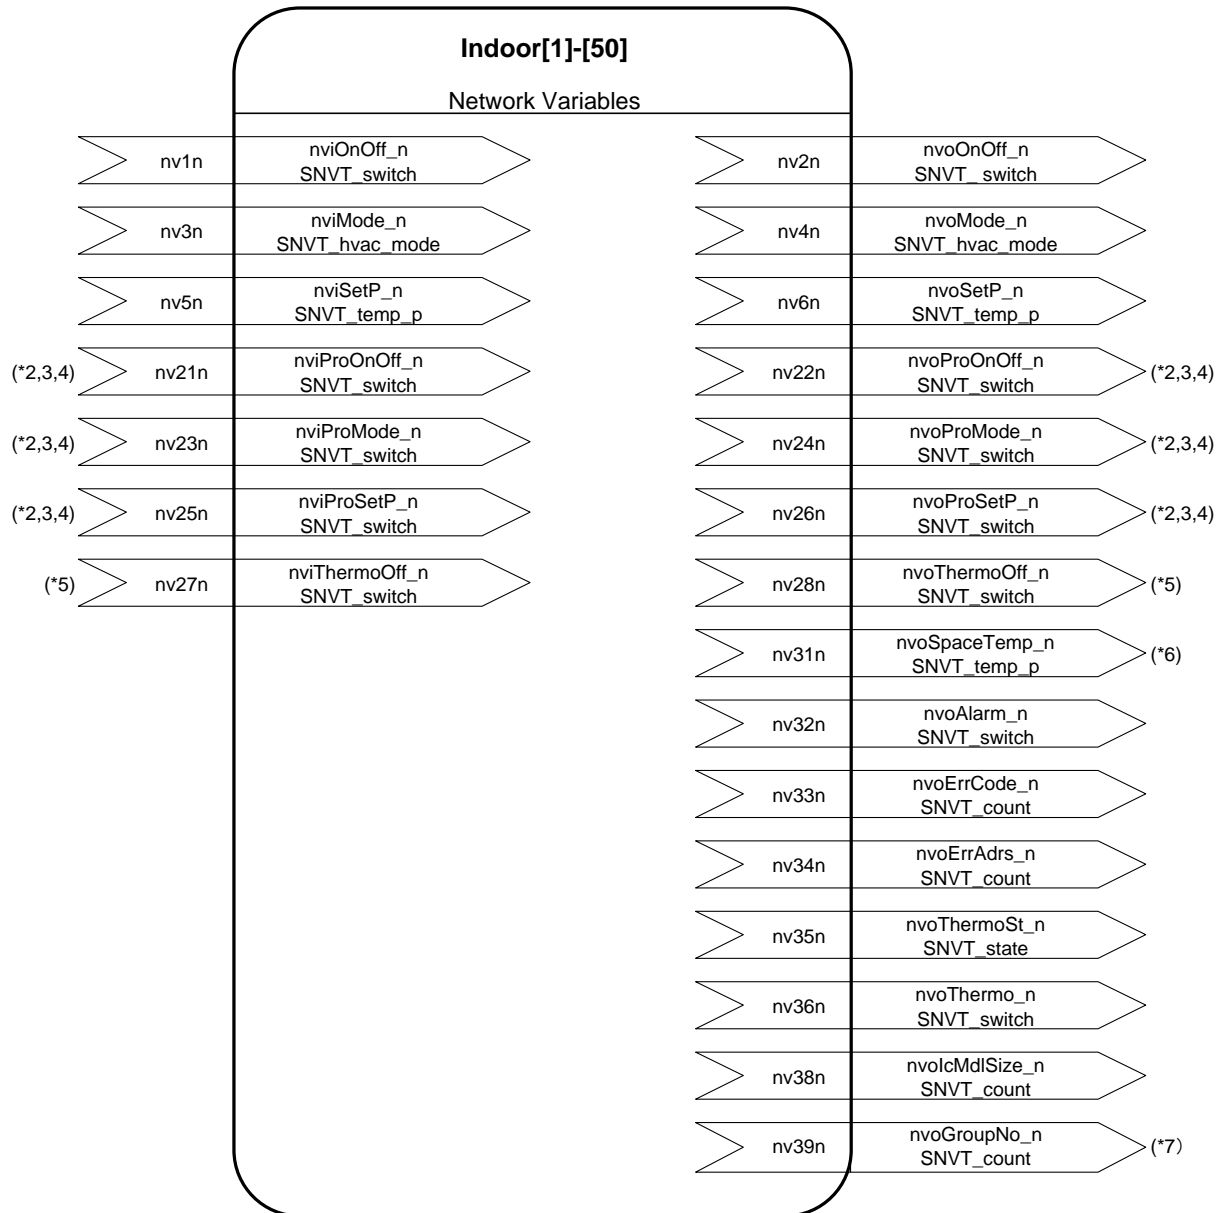 Indoor[1]-[50]
Network Variables
nv1n
nviOnOff_n
SNVT_switch
nv2n
nvoOnOff_n
SNVT_ switch
nv3n
nviMode_n
SNVT_hvac_mode
nv4n
nvoMode_n
SNVT_hvac_mode
nv5n
nviSetP_n
SNVT_temp_p
nv6n
nvoSetP_n
SNVT_temp_p
(*2,3,4)
nv21n
nviProOnOff_n
SNVT_switch
nv22n
nvoProOnOff_n
SNVT_switch
(*2,3,4)
(*2,3,4)
nv23n
nviProMode_n
SNVT_switch
nv24n
nvoProMode_n
SNVT_switch
(*2,3,4)
(*2,3,4)
nv25n
nviProSetP_n
SNVT_switch
nv26n
nvoProSetP_n
SNVT_switch
(*2,3,4)
(*5)
nv27n
nviThermoOff_n
SNVT_switch
nv28n
nvoThermoOff_n
SNVT_switch
(*5)
nv31n
nvoSpaceTemp_n
SNVT_temp_p
(*6)
nv32n
nvoAlarm_n
SNVT_switch
nv33n
nvoErrCode_n
SNVT_count
nv34n
nvoErrAdrs_n
SNVT_count
nv35n
nvoThermoSt_n
SNVT_state
nv36n
nvoThermo_n
SNVT_switch
nv38n
nvoIcMdlSize_n
SNVT_count
nv39n
nvoGroupNo_n
SNVT_count
(*7）